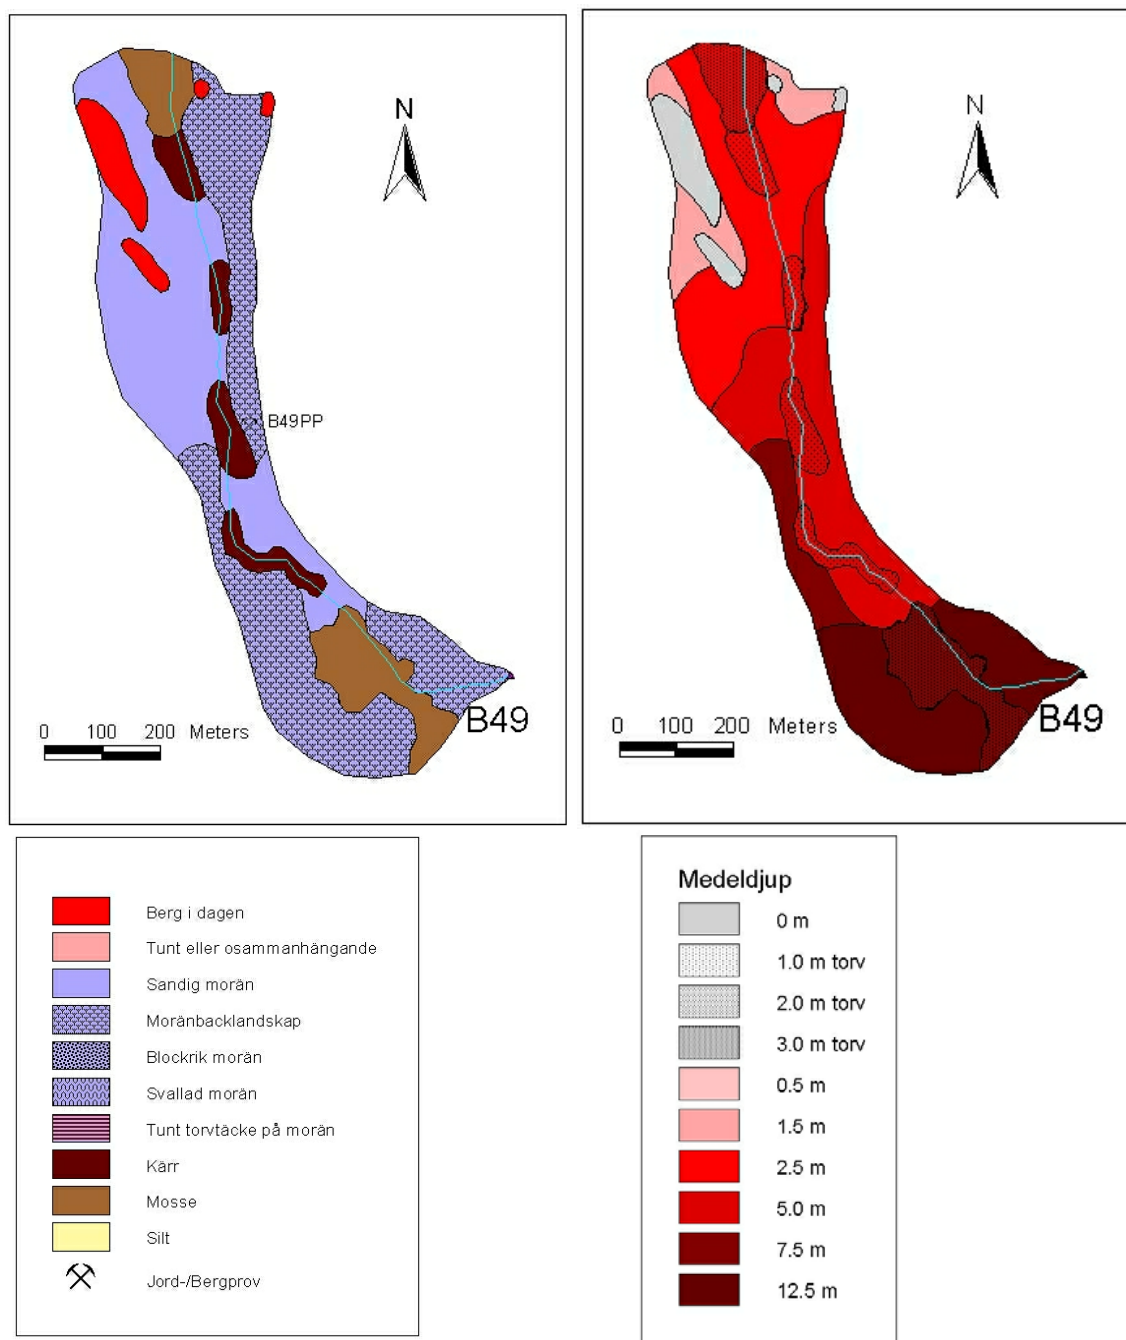 N
B49PP
0 100 200 Meters
B49
N
0 100 200 Meters
B49
Berg i dagen
Tunt eller osammanhängande
Sandig morän
Moränbacklandskap
Blockrik morän
Svallad morän
Tunt torvtäcke på morän
Kärr
Mosse
Silt
Jord-/Bergprov
Medeldjup
0 m
1.0 m torv
2.0 m torv
3.0 m torv
0.5 m
1.5 m
2.5 m
5.0 m
7.5 m
12.5 m